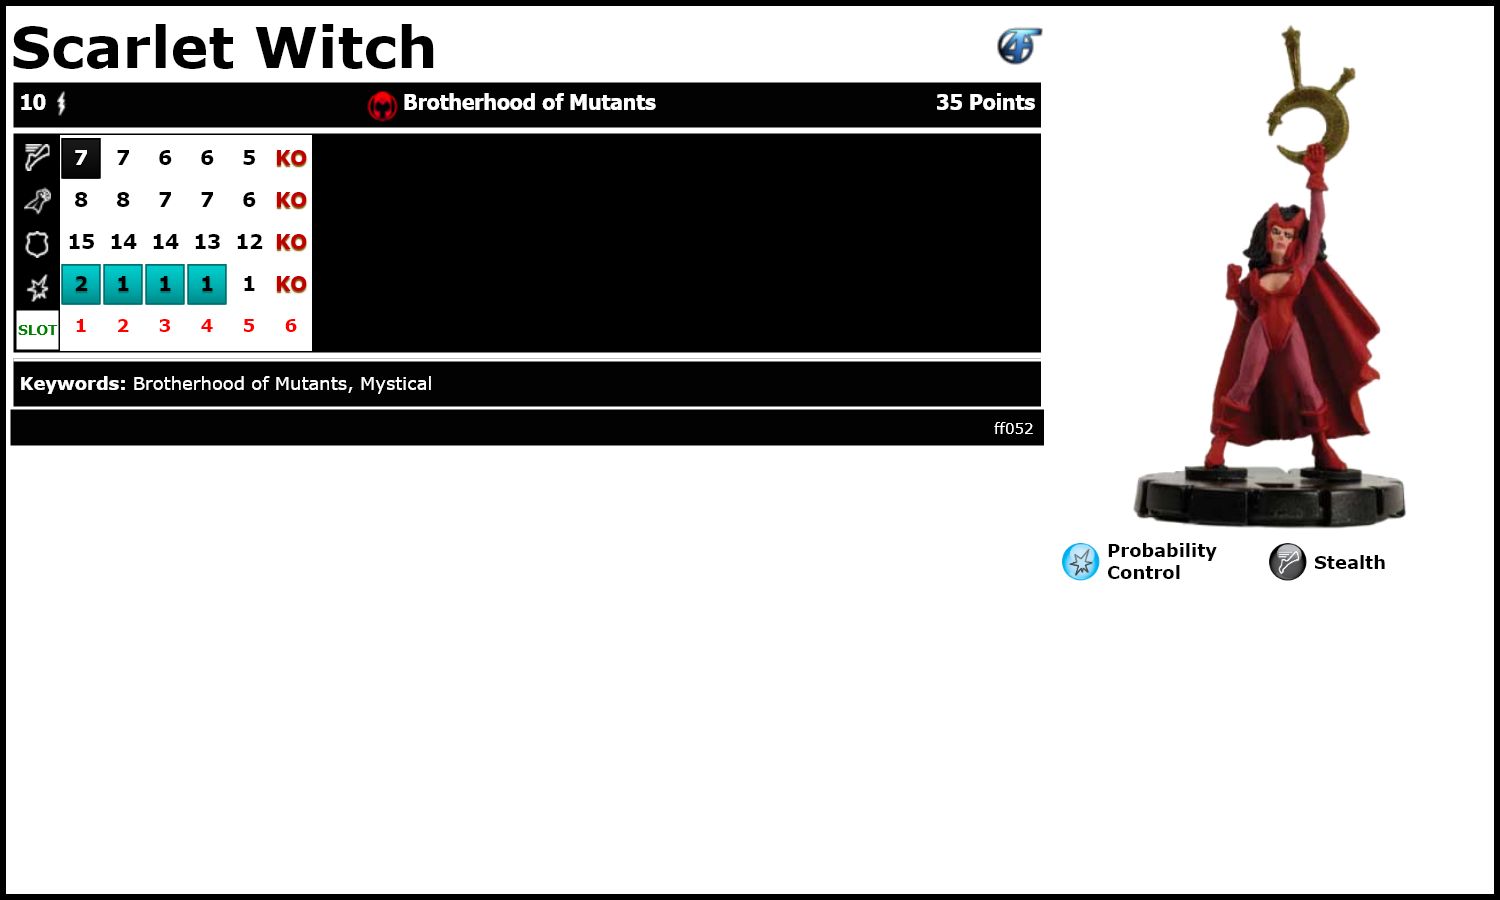 Scarlet Witch
10 Brotherhood of Mutants 35 Points
7 7 6 6 5 KO
8 8 7 7 6 KO
15 14 14 13 12 KO
2 1 1 1 1 KO
SLOT 1 2 3 4 5 6
Keywords: Brotherhood of Mutants, Mystical
ff052
Probability
Control
Stealth